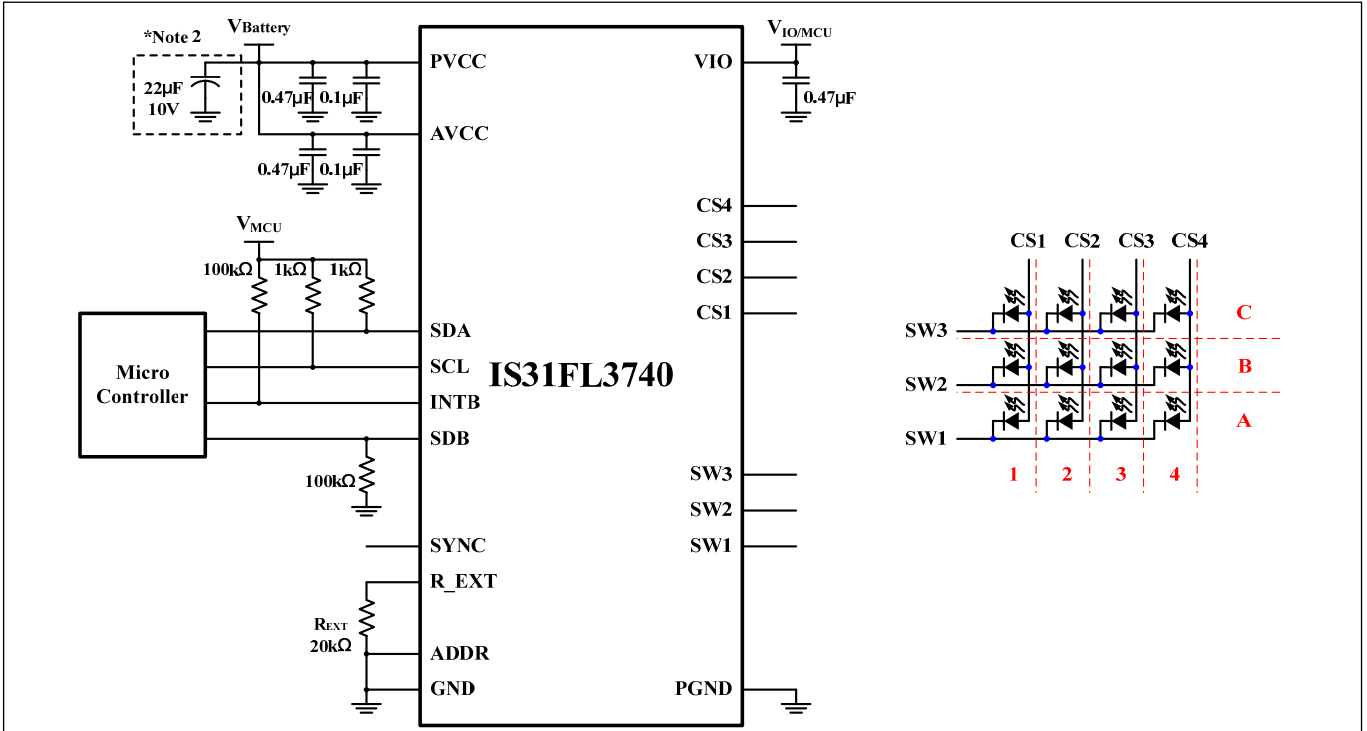 *Note 2
VBattery
22µF
10V
0.47µF
0.1µF
0.47µF
0.1µF
VMCU
100kΩ
1kΩ
1kΩ
Micro
Controller
100kΩ
REXT
20kΩ
PVCC
AVCC
SDA
SCL
INTB
SDB
SYNC
R_EXT
ADDR
GND
IS31FL3740
VIO
CS4
CS3
CS2
CS1
SW3
SW2
SW1
PGND
VIO/MCU
0.47µF
CS1 CS2 CS3 CS4
SW3 C
SW2 B
SW1 A
1 2 3 4